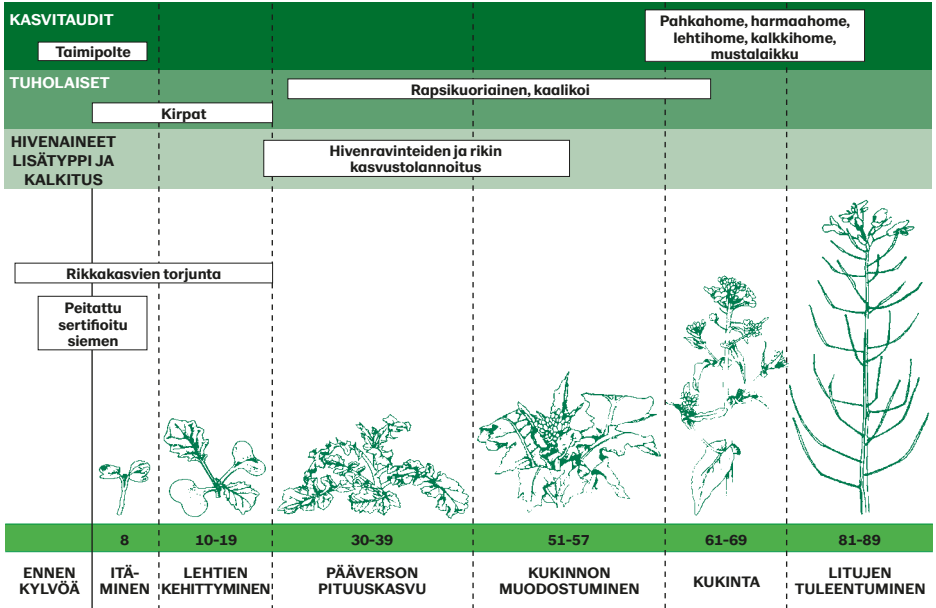 KASVITAUDIT
Taimipolte
Pahkahome, harmaahome,
lehtihome, kalkkihome,
mustalaikku
TUHOLAISET
Rapsikuoriainen, kaalikoi
Kirpat
HIVENAINEET
LISÄTYPPI JA
KALKITUS
Hivenravinteiden ja rikin
kasvustolannoitus
Rikkakasvien torjunta
Peitattu
sertifioitu
siemen
8
10-19
30-39
51-57
61-69
81-89
ENNEN
KYLVÖÄ
ITÄ-
MINEN
LEHTIEN
KEHITTYMINEN
PÄÄVERSON
PITUUSKASVU
KUKINNON
MUODOSTUMINEN
KUKINTA
LITUJEN
TULEENTUMINEN